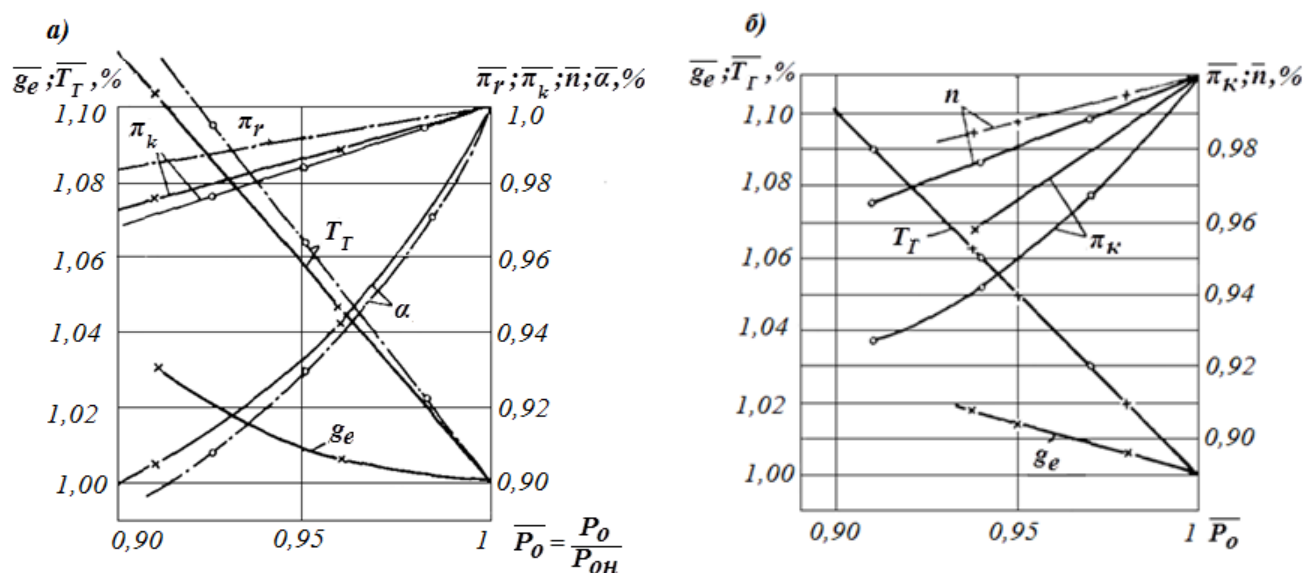 а)
g̅e̅ ; T̅г̅ , %
π̅r̅ ; π̅k̅ ; n̅ ; α̅, %
1,10
1,08
1,06
1,04
1,02
1,00
1,0
0,98
0,96
0,94
0,92
0,90
πk
πr
TГ
α
ge
0,90
0,95
1
P̅o̅ = Po / PОН
б)
g̅e̅ ; T̅г̅ , %
π̅к̅ ; n̅, %
1,10
1,08
1,06
1,04
1,02
1,00
0,98
0,96
0,94
0,92
0,90
n
TГ
πк
ge
0,90
0,95
1
P̅o̅